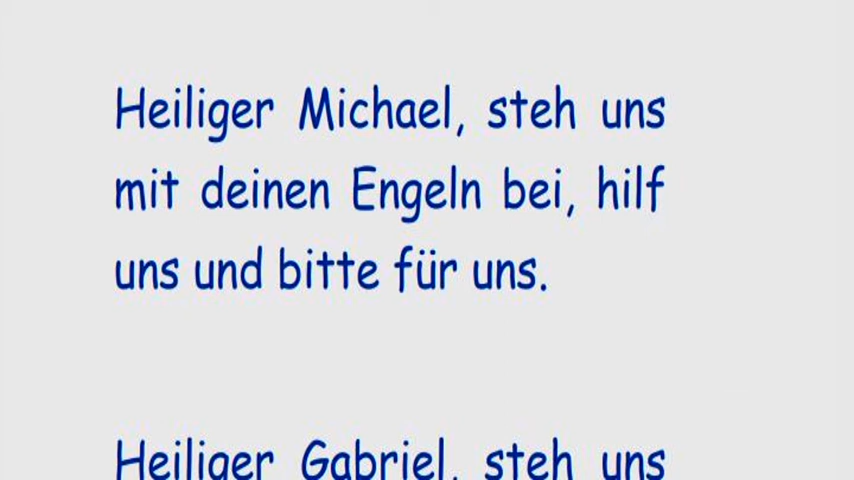 Heiliger Michael, steh uns
mit deinen Engeln bei, hilf
uns und bitte für uns.
Heiliger Gabriel, steh uns